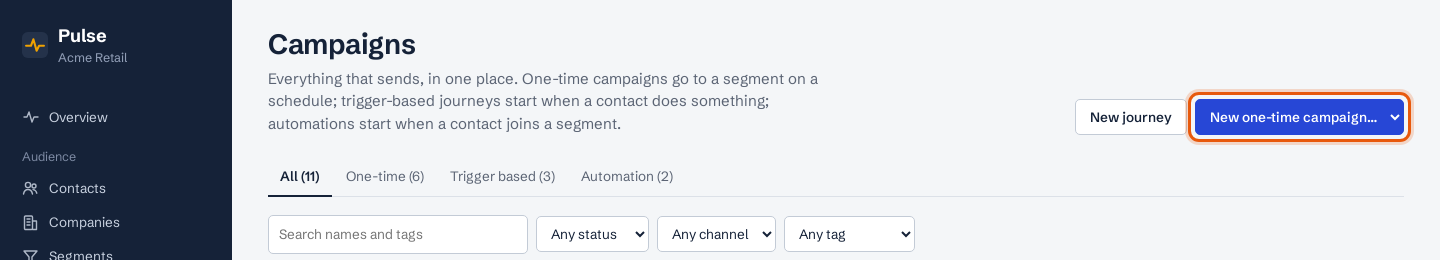 Pulse
Acme Retail
Overview
Audience
Contacts
Companies
Segments
Campaigns
Everything that sends, in one place. One-time campaigns go to a segment on a
schedule; trigger-based journeys start when a contact does something;
automations start when a contact joins a segment.
New journey
New one-time campaign...
All (11)
One-time (6)
Trigger based (3)
Automation (2)
Search names and tags
Any status
Any channel
Any tag